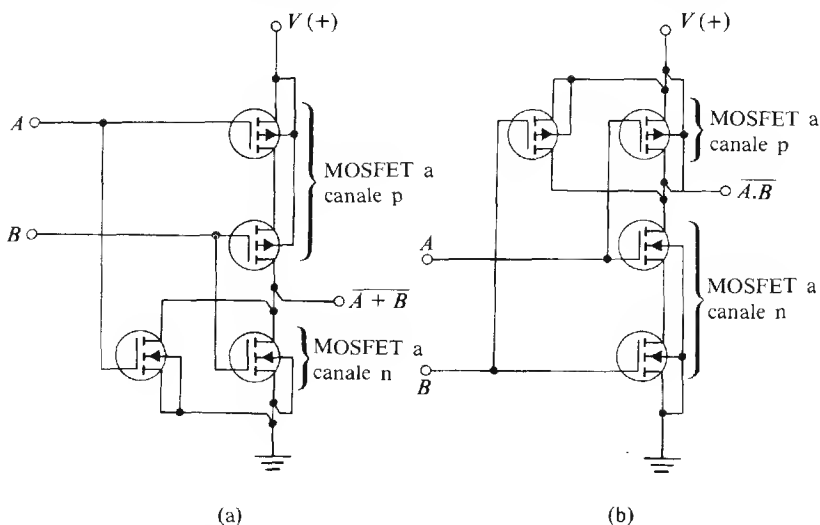 V (+)
A
MOSFET a
canale p
B
A + B
MOSFET a
canale n
(a)
V (+)
MOSFET a
canale p
A.B
A
MOSFET a
canale n
B
(b)